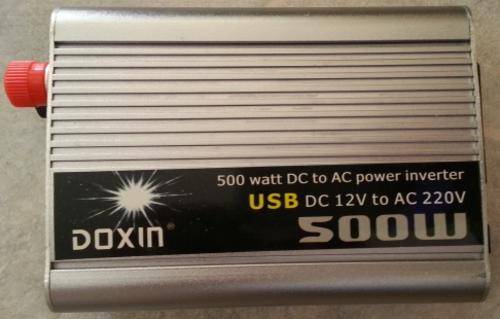 500 watt DC to AC power inverter
USB DC 12V to AC 220V
DOXIN®
500W